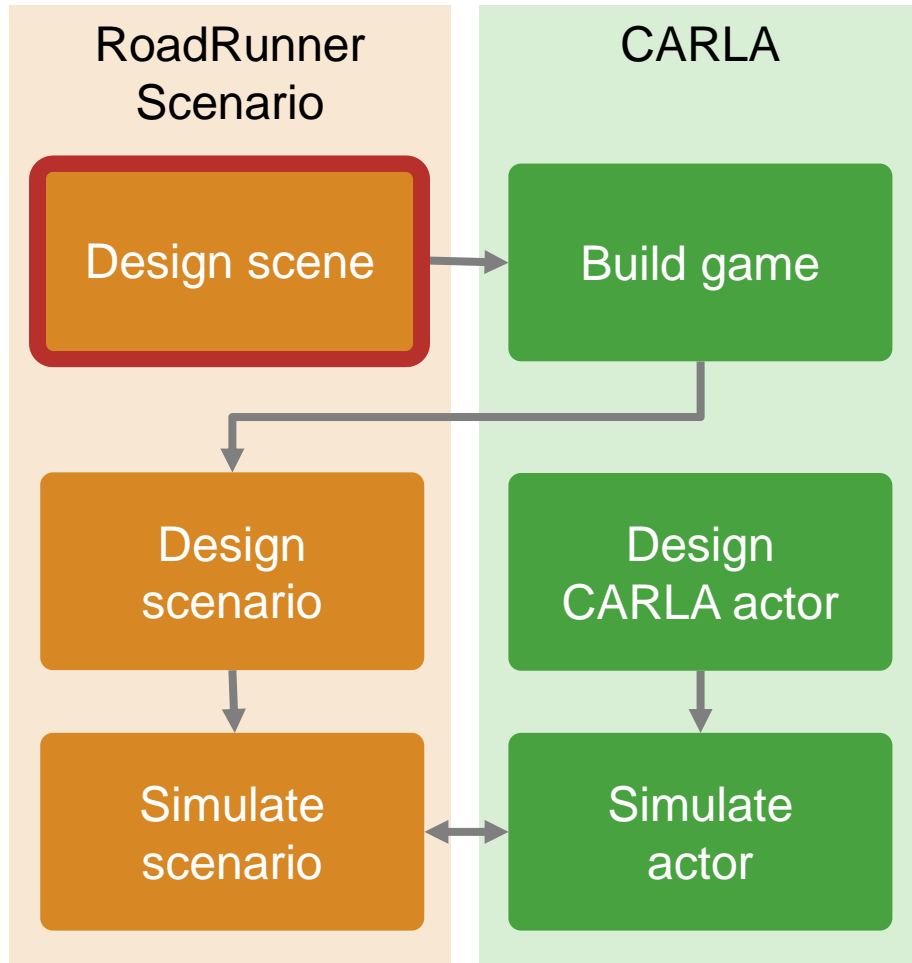 RoadRunner
Scenario
CARLA
Design scene
Build game
Design
scenario
Design
CARLA actor
Simulate
scenario
Simulate
actor